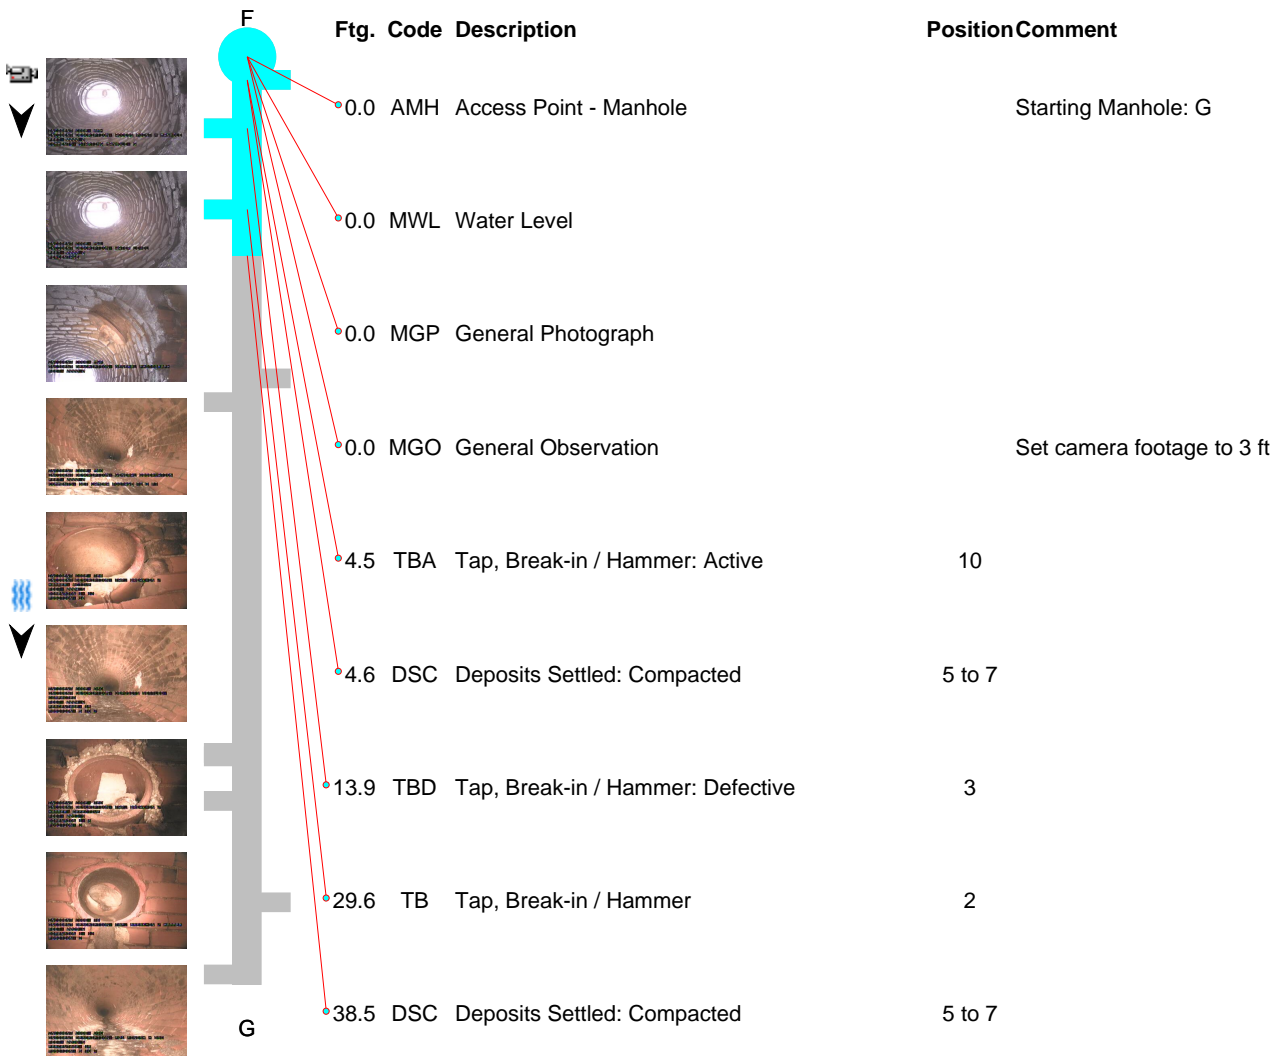 F
Ftg. Code Description Position Comment
0.0 AMH Access Point - Manhole Starting Manhole: G
0.0 MWL Water Level
0.0 MGP General Photograph
0.0 MGO General Observation Set camera footage to 3 ft
4.5 TBA Tap, Break-in / Hammer: Active 10
4.6 DSC Deposits Settled: Compacted 5 to 7
13.9 TBD Tap, Break-in / Hammer: Defective 3
29.6 TB Tap, Break-in / Hammer 2
38.5 DSC Deposits Settled: Compacted 5 to 7
G